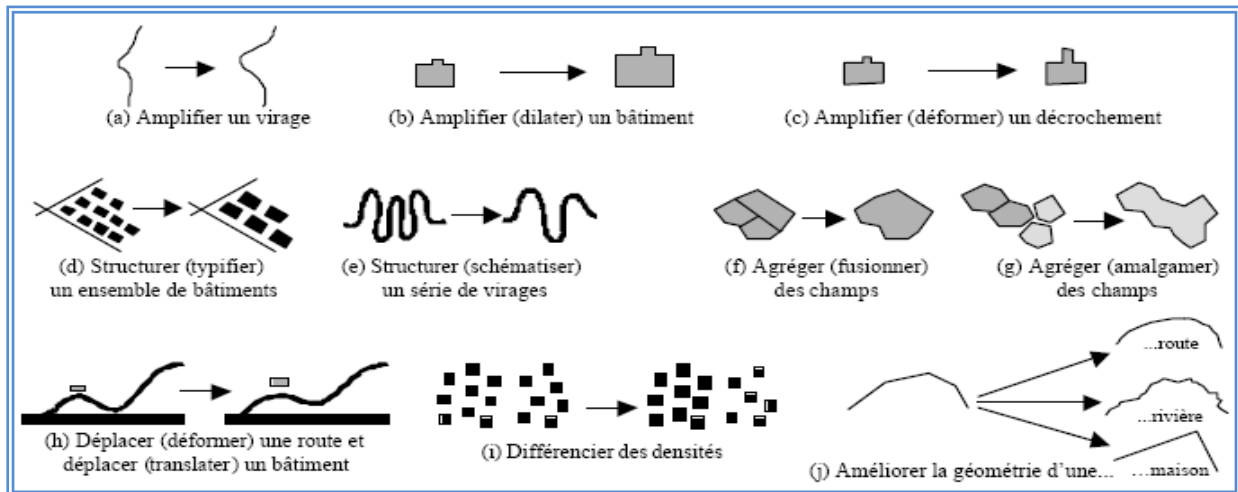 (a) Amplifier un virage
(b) Amplifier (dilater) un bâtiment
(c) Amplifier (déformer) un décrochement
(d) Structurer (typifier)
un ensemble de bâtiments
(e) Structurer (schématiser)
un série de virages
(f) Agréger (fusionner)
des champs
(g) Agréger (amalgamer)
des champs
(h) Déplacer (déformer) une route et
déplacer (translater) un bâtiment
(i) Différencier des densités
...route
...rivière
...maison
(j) Améliorer la géométrie d'une...